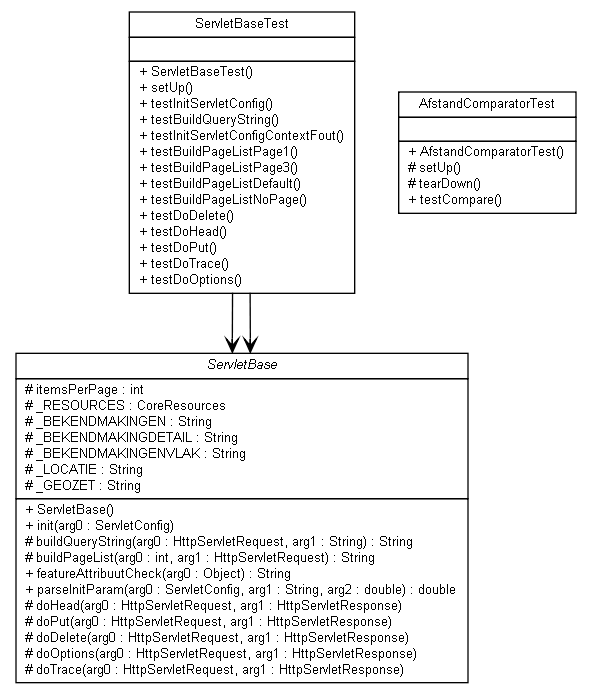 ServletBaseTest
+ ServletBaseTest()
+ setUp()
+ testInitServletConfig()
+ testBuildQueryString()
+ testInitServletConfigContextFout()
+ testBuildPageListPage1()
+ testBuildPageListPage3()
+ testBuildPageListDefault()
+ testBuildPageListNoPage()
+ testDoDelete()
+ testDoHead()
+ testDoPut()
+ testDoTrace()
+ testDoOptions()
AfstandComparatorTest
+ AfstandComparatorTest()
# setUp()
# tearDown()
+ testCompare()
ServletBase
# itemsPerPage : int
# _RESOURCES : CoreResources
# _BEKENDMAKINGEN : String
# _BEKENDMAKINGDETAIL : String
# _BEKENDMAKINGENVLAK : String
# _LOCATIE : String
# _GEOZET : String
+ ServletBase()
+ init(arg0 : ServletConfig)
# buildQueryString(arg0 : HttpServletRequest, arg1 : String) : String
# buildPageList(arg0 : int, arg1 : HttpServletRequest) : String
+ featureAttribuutCheck(arg0 : Object) : String
+ parseInitParam(arg0 : ServletConfig, arg1 : String, arg2 : double) : double
# doHead(arg0 : HttpServletRequest, arg1 : HttpServletResponse)
# doPut(arg0 : HttpServletRequest, arg1 : HttpServletResponse)
# doDelete(arg0 : HttpServletRequest, arg1 : HttpServletResponse)
# doOptions(arg0 : HttpServletRequest, arg1 : HttpServletResponse)
# doTrace(arg0 : HttpServletRequest, arg1 : HttpServletResponse)